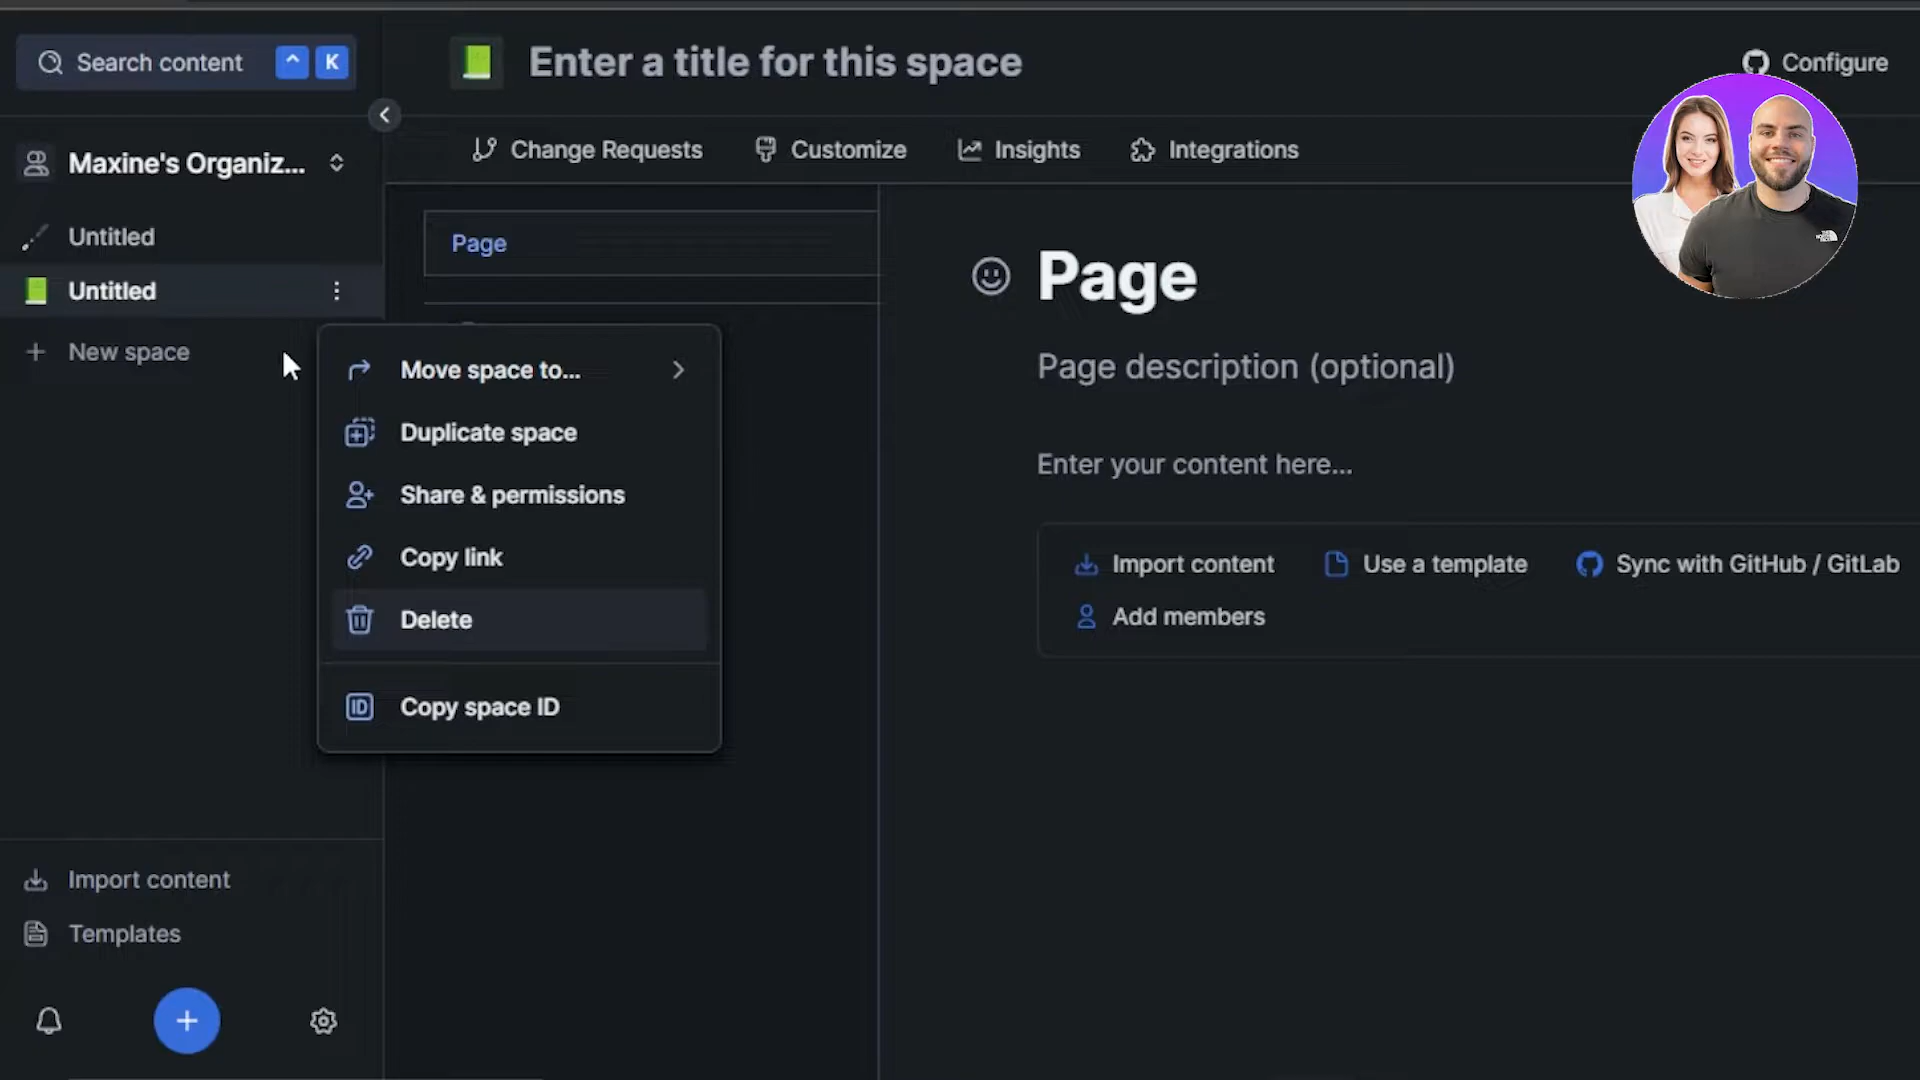 Search content ^ K
Enter a title for this space
Configure
Maxine's Organiz...
Change Requests
Customize
Insights
Integrations
Untitled
Untitled
New space
Page
Page
Page description (optional)
Enter your content here...
Move space to...
Duplicate space
Share & permissions
Copy link
Delete
Copy space ID
Import content
Use a template
Sync with GitHub / GitLab
Add members
Import content
Templates